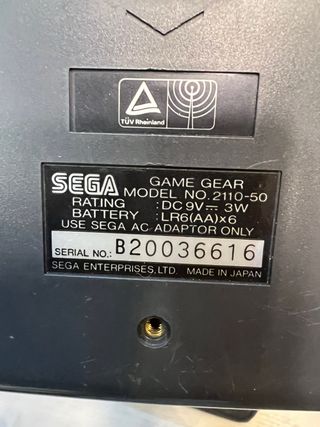 TÜV Rheinland
SEGA GAME GEAR
MODEL NO. 2110-50
RATING :DC 9V⎓ 3W
BATTERY :LR6(AA)×6
USE SEGA AC ADAPTOR ONLY
SERIAL NO.: B20036616
SEGA ENTERPRISES,LTD. MADE IN JAPAN